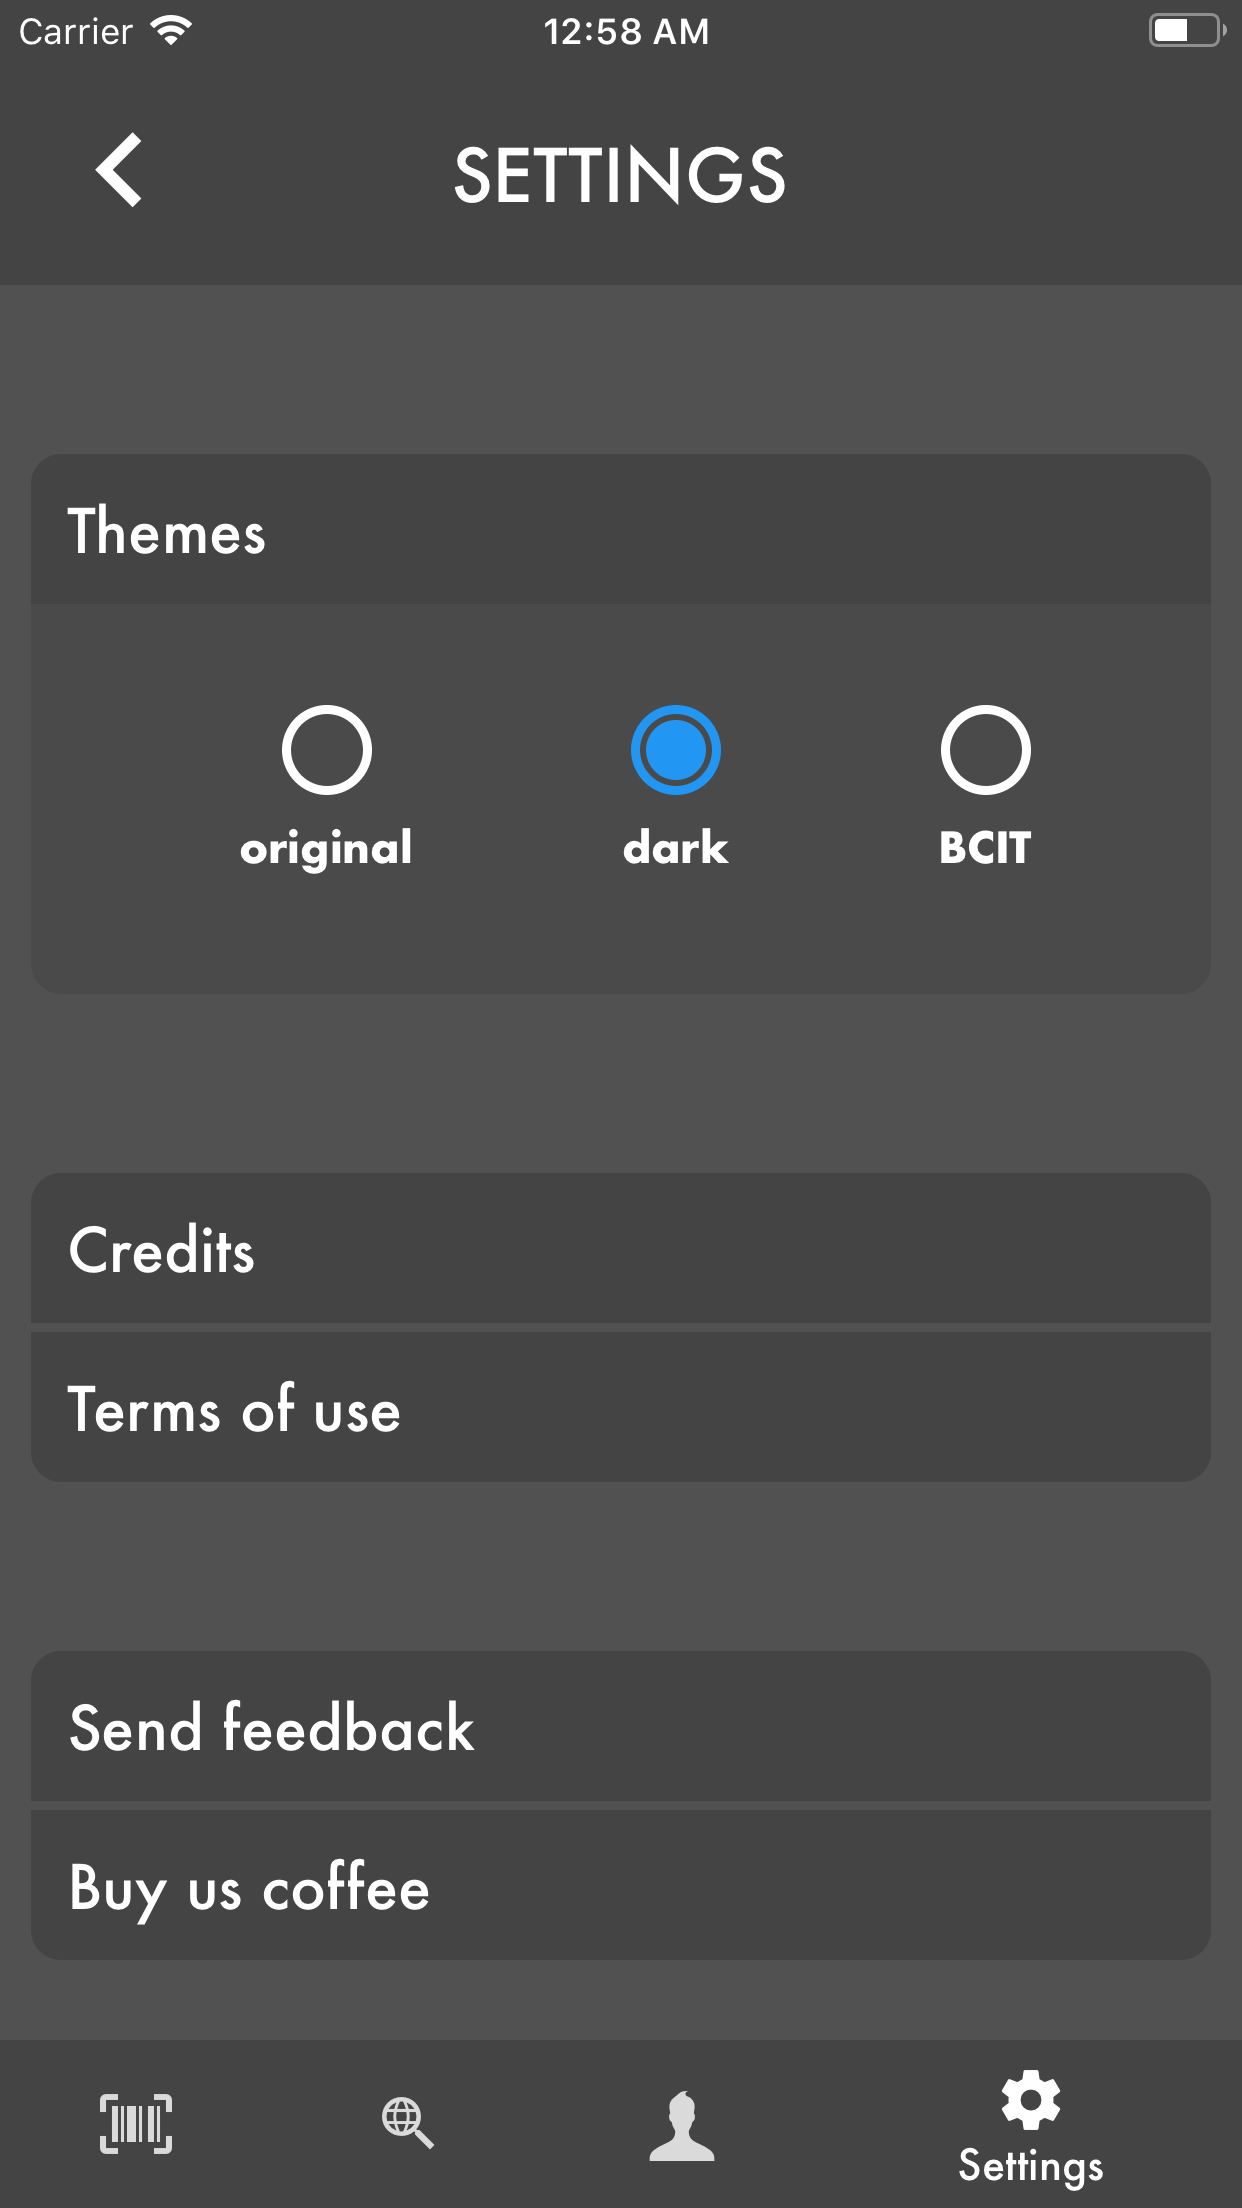 Carrier 12:58 AM
SETTINGS
Themes
original dark BCIT
Credits
Terms of use
Send feedback
Buy us coffee
Settings